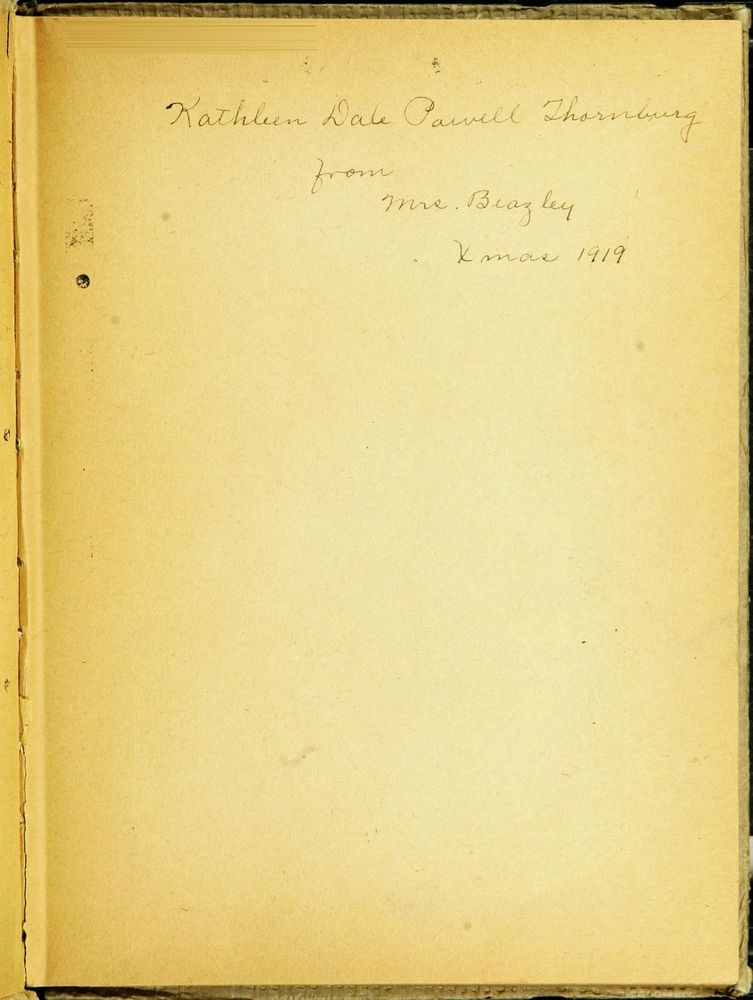 Kathleen Dale Powell Thornburg
from
Mrs. Beazley
Xmas 1919